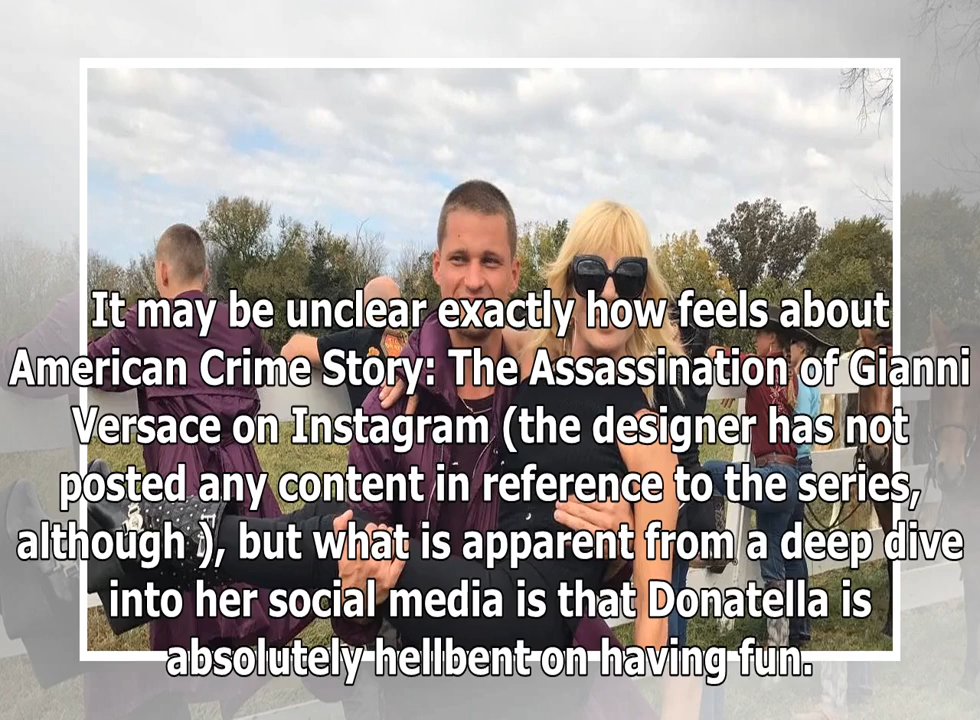 It may be unclear exactly how feels about
American Crime Story: The Assassination of Gianni
Versace on Instagram (the designer has not
posted any content in reference to the series,
although ), but what is apparent from a deep dive
into her social media is that Donatella is
absolutely hellbent on having fun.